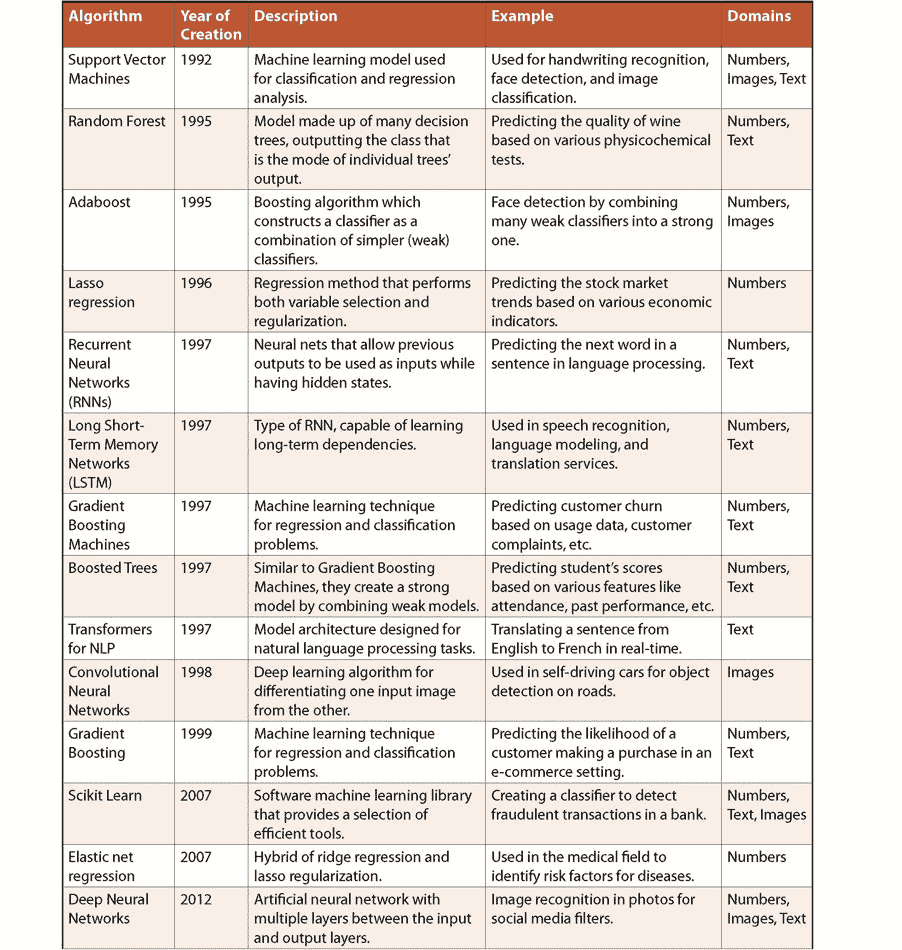 Algorithm
Year of
Creation
Description
Example
Domains
Support Vector
Machines
1992
Machine learning model used
for classification and regression
analysis.
Used for handwriting recognition,
face detection, and image
classification.
Numbers,
Images, Text
Random Forest
1995
Model made up of many decision
trees, outputting the class that
is the mode of individual trees’
output.
Predicting the quality of wine
based on various physicochemical
tests.
Numbers,
Text
Adaboost
1995
Boosting algorithm which
constructs a classifier as a
combination of simpler (weak)
classifiers.
Face detection by combining
many weak classifiers into a strong
one.
Numbers,
Images
Lasso
regression
1996
Regression method that performs
both variable selection and
regularization.
Predicting the stock market
trends based on various economic
indicators.
Numbers
Recurrent
Neural
Networks
(RNNs)
1997
Neural nets that allow previous
outputs to be used as inputs while
having hidden states.
Predicting the next word in a
sentence in language processing.
Numbers,
Text
Long Short-
Term Memory
Networks
(LSTM)
1997
Type of RNN, capable of learning
long-term dependencies.
Used in speech recognition,
language modeling, and
translation services.
Numbers,
Text
Gradient
Boosting
Machines
1997
Machine learning technique
for regression and classification
problems.
Predicting customer churn
based on usage data, customer
complaints, etc.
Numbers,
Text
Boosted Trees
1997
Similar to Gradient Boosting
Machines, they create a strong
model by combining weak models.
Predicting student’s scores
based on various features like
attendance, past performance, etc.
Numbers,
Text
Transformers
for NLP
1997
Model architecture designed for
natural language processing tasks.
Translating a sentence from
English to French in real-time.
Text
Convolutional
Neural
Networks
1998
Deep learning algorithm for
differentiating one input image
from the other.
Used in self-driving cars for object
detection on roads.
Images
Gradient
Boosting
1999
Machine learning technique
for regression and classification
problems.
Predicting the likelihood of a
customer making a purchase in an
e-commerce setting.
Numbers,
Text
Scikit Learn
2007
Software machine learning library
that provides a selection of
efficient tools.
Creating a classifier to detect
fraudulent transactions in a bank.
Numbers,
Text, Images
Elastic net
regression
2007
Hybrid of ridge regression and
lasso regularization.
Used in the medical field to
identify risk factors for diseases.
Numbers
Deep Neural
Networks
2012
Artificial neural network with
multiple layers between the input
and output layers.
Image recognition in photos for
social media filters.
Numbers,
Images, Text